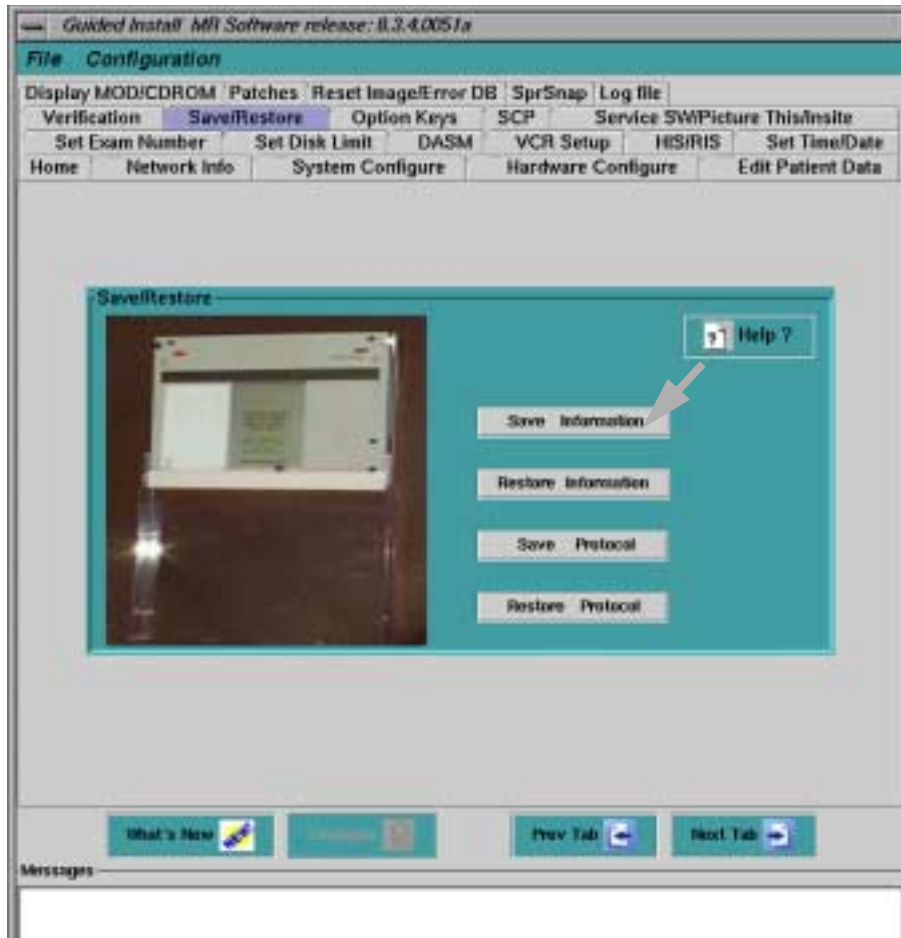 Guided Install MR Software release: 8.3.4.0051a
File Configuration
Display MOD/CDROM Patches Reset Image/Error DB SprSnap Log file
Verification Save/Restore Option Keys SCP Service SW/Picture This/Insite
Set Exam Number Set Disk Limit DASM VCR Setup HIS/RIS Set Time/Date
Home Network Info System Configure Hardware Configure Edit Patient Data
Save/Restore
Help ?
Save Information
Restore Information
Save Protocol
Restore Protocol
What's New
Prev Tab
Next Tab
Messages